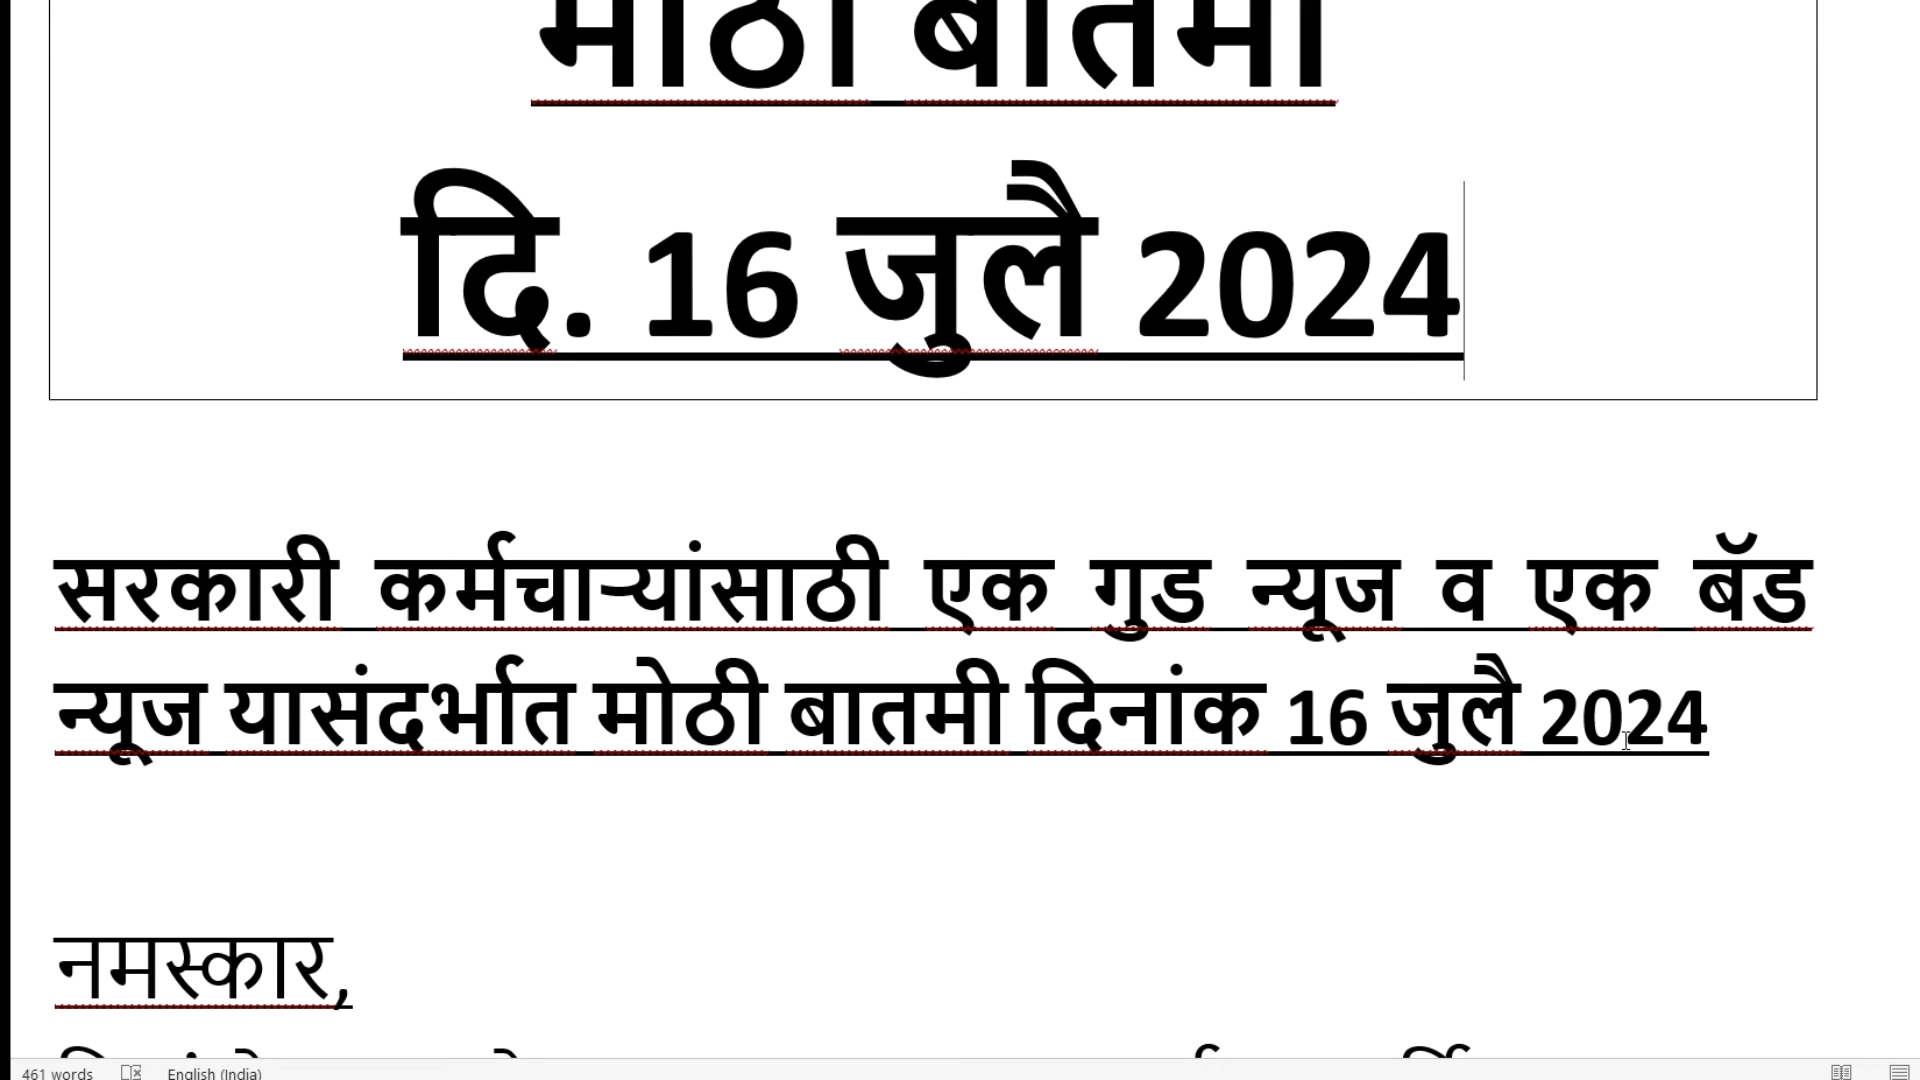 मोठी बातमी
दि. 16 जुलै 2024
सरकारी कर्मचाऱ्यांसाठी एक गुड न्यूज व एक बॅड
न्यूज यासंदर्भात मोठी बातमी दिनांक 16 जुलै 2024
नमस्कार,
461 words English (India)